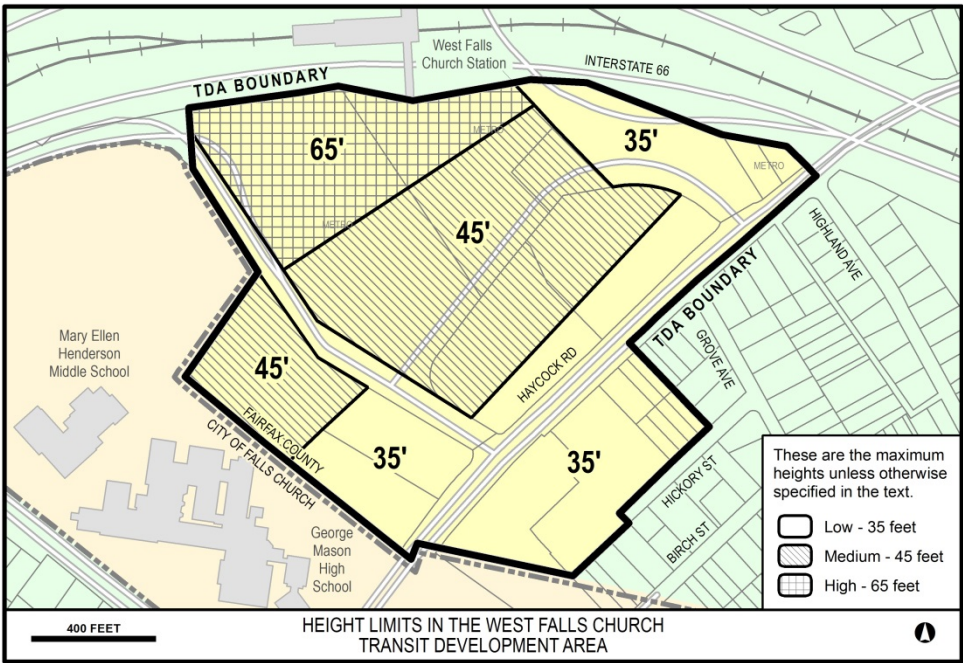 West Falls
Church Station
INTERSTATE 66
TDA BOUNDARY
65'
35'
METRO
METRO
METRO
45'
HIGHLAND AVE
TDA BOUNDARY
Mary Ellen
Henderson
Middle School
45'
GROVE AVE
HAYCOCK RD
FAIRFAX COUNTY
CITY OF FALLS CHURCH
35'
35'
HICKORY ST
BIRCH ST
George
Mason
High
School
These are the maximum
heights unless otherwise
specified in the text.
Low - 35 feet
Medium - 45 feet
High - 65 feet
400 FEET
HEIGHT LIMITS IN THE WEST FALLS CHURCH
TRANSIT DEVELOPMENT AREA